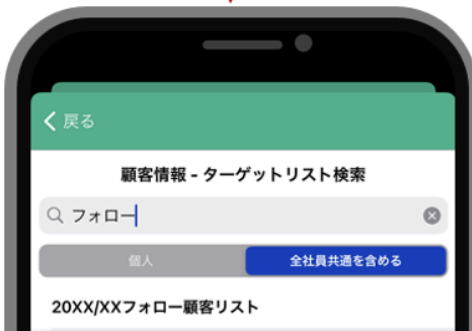 戻る
顧客情報 - ターゲットリスト検索
フォロー
個人
全社員共通を含める
20XX/XXフォロー顧客リスト